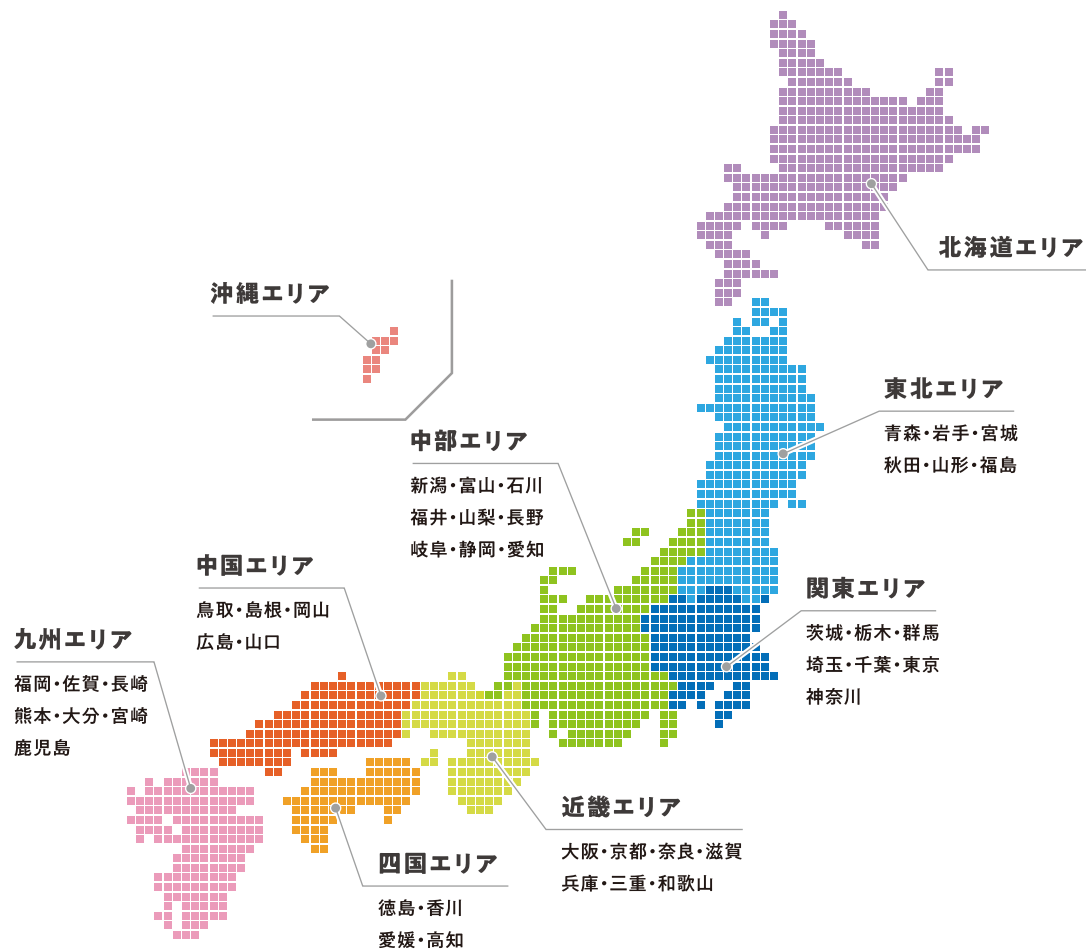 北海道エリア
沖縄エリア
東北エリア
青森・岩手・宮城
秋田・山形・福島
中部エリア
新潟・富山・石川
福井・山梨・長野
岐阜・静岡・愛知
中国エリア
鳥取・島根・岡山
広島・山口
関東エリア
茨城・栃木・群馬
埼玉・千葉・東京
神奈川
九州エリア
福岡・佐賀・長崎
熊本・大分・宮崎
鹿児島
近畿エリア
大阪・京都・奈良・滋賀
兵庫・三重・和歌山
四国エリア
徳島・香川
愛媛・高知